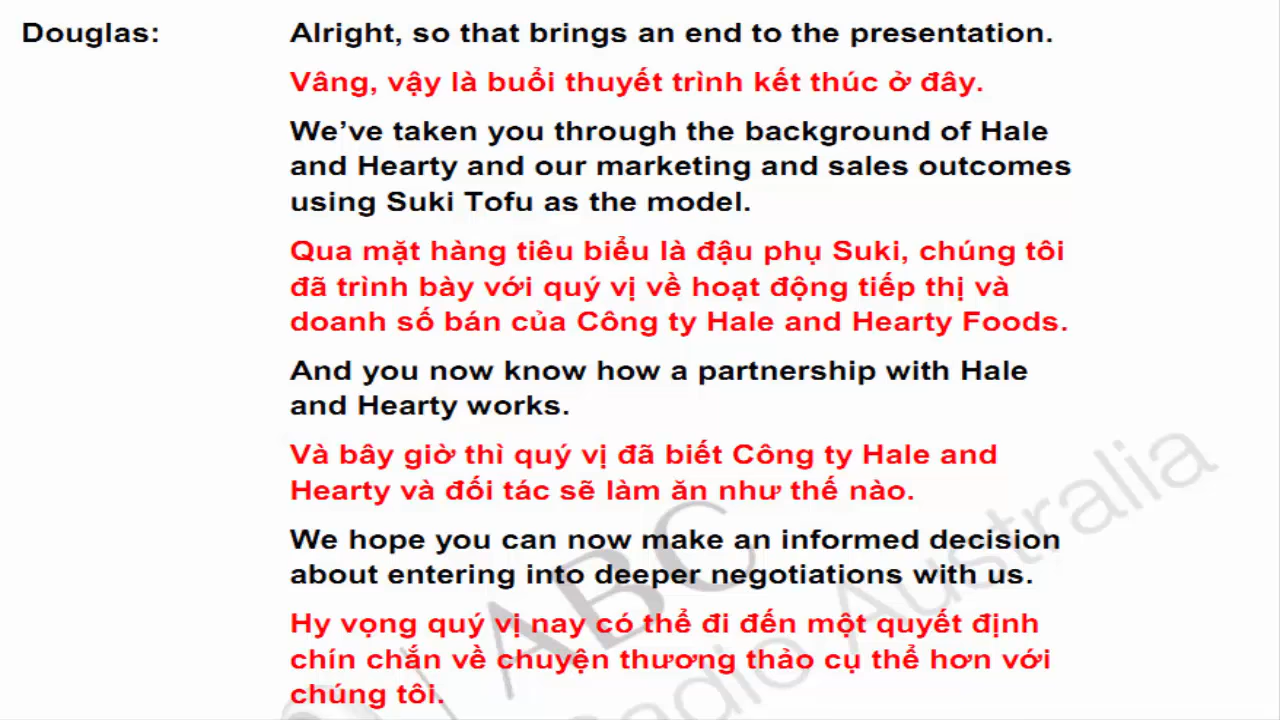 Douglas: Alright, so that brings an end to the presentation.
Vâng, vậy là buổi thuyết trình kết thúc ở đây.
We’ve taken you through the background of Hale
and Hearty and our marketing and sales outcomes
using Suki Tofu as the model.
Qua mặt hàng tiêu biểu là đậu phụ Suki, chúng tôi
đã trình bày với quý vị về hoạt động tiếp thị và
doanh số bán của Công ty Hale and Hearty Foods.
And you now know how a partnership with Hale
and Hearty works.
Và bây giờ thì quý vị đã biết Công ty Hale and
Hearty và đối tác sẽ làm ăn như thế nào.
We hope you can now make an informed decision
about entering into deeper negotiations with us.
Hy vọng quý vị nay có thể đi đến một quyết định
chín chắn về chuyện thương thảo cụ thể hơn với
chúng tôi.
ABC
Radio Australia